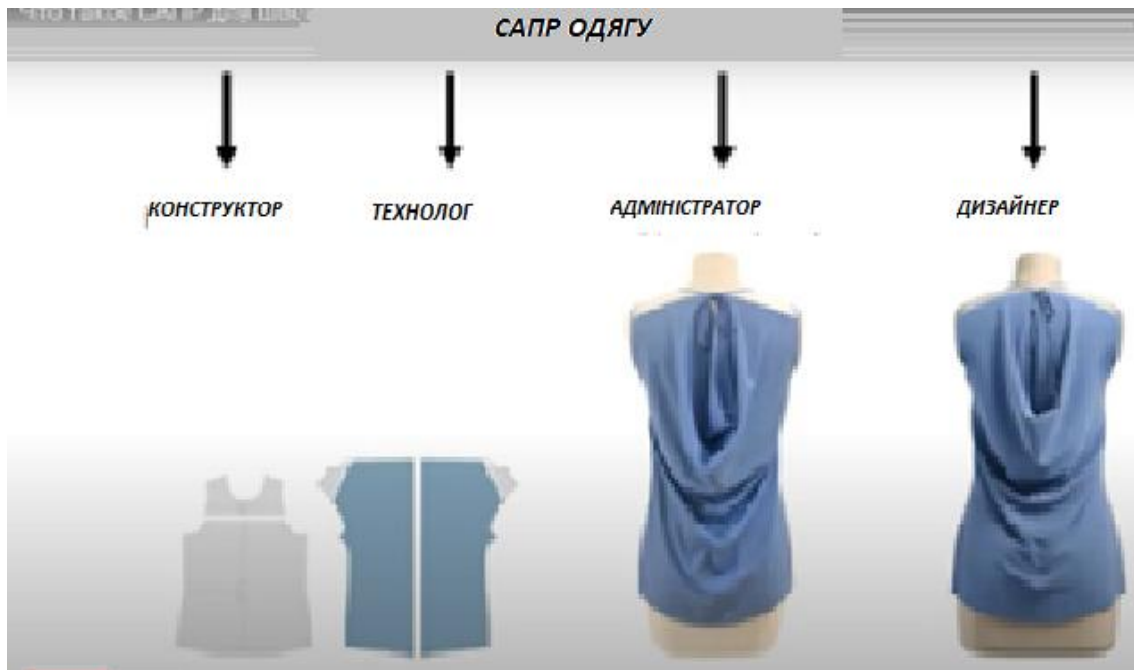 САПР ОДЯГУ
КОНСТРУКТОР
ТЕХНОЛОГ
АДМІНІСТРАТОР
ДИЗАЙНЕР